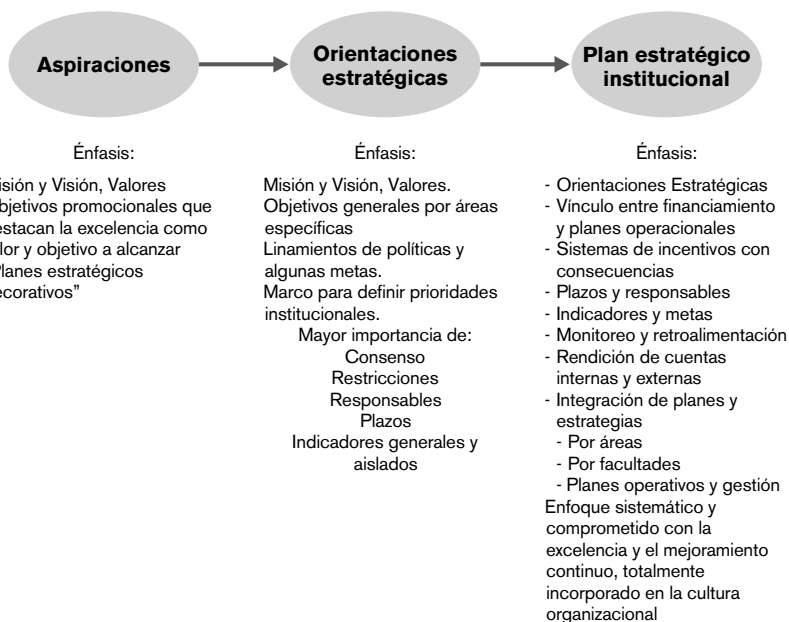 Aspiraciones
Énfasis:
isión y Visión, Valores
bjetivos promocionales que
estacan la excelencia como
lor y objetivo a alcanzar
Planes estratégicos
ecorativos”
Orientaciones
estratégicas
Énfasis:
Misión y Visión, Valores.
Objetivos generales por áreas
específicas
Linamientos de políticas y
algunas metas.
Marco para definir prioridades
institucionales.
Mayor importancia de:
Consenso
Restricciones
Responsables
Plazos
Indicadores generales y
aislados
Plan estratégico
institucional
Énfasis:
- Orientaciones Estratégicas
- Vínculo entre financiamiento
y planes operacionales
- Sistemas de incentivos con
consecuencias
- Plazos y responsables
- Indicadores y metas
- Monitoreo y retroalimentación
- Rendición de cuentas
internas y externas
- Integración de planes y
estrategias
- Por áreas
- Por facultades
- Planes operativos y gestión
Enfoque sistemático y
comprometido con la
excelencia y el mejoramiento
continuo, totalmente
incorporado en la cultura
organizacional